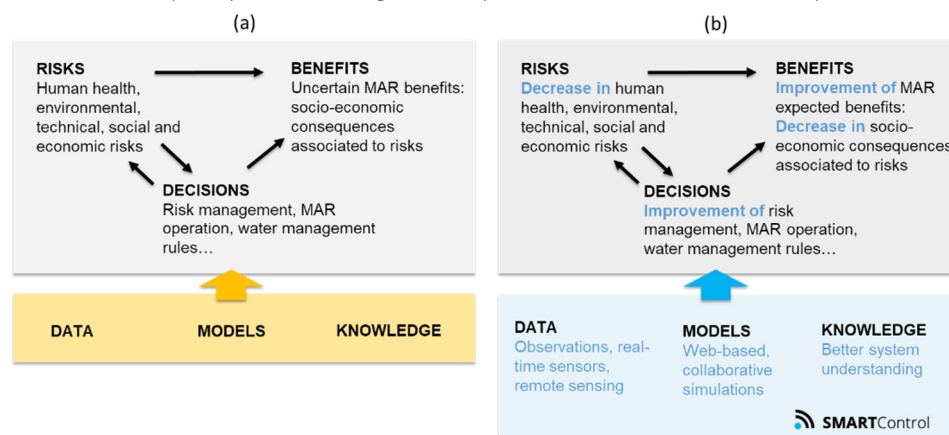 (a)
RISKS
Human health,
environmental,
technical, social and
economic risks
BENEFITS
Uncertain MAR benefits:
socio-economic
consequences
associated to risks
DECISIONS
Risk management, MAR
operation, water management
rules…
DATA
MODELS
KNOWLEDGE
(b)
RISKS
Decrease in human
health, environmental,
technical, social and
economic risks
BENEFITS
Improvement of MAR
expected benefits:
Decrease in socio-
economic consequences
associated to risks
DECISIONS
Improvement of risk
management, MAR operation,
water management rules…
DATA
Observations, real-
time sensors,
remote sensing
MODELS
Web-based,
collaborative
simulations
KNOWLEDGE
Better system
understanding
SMARTControl